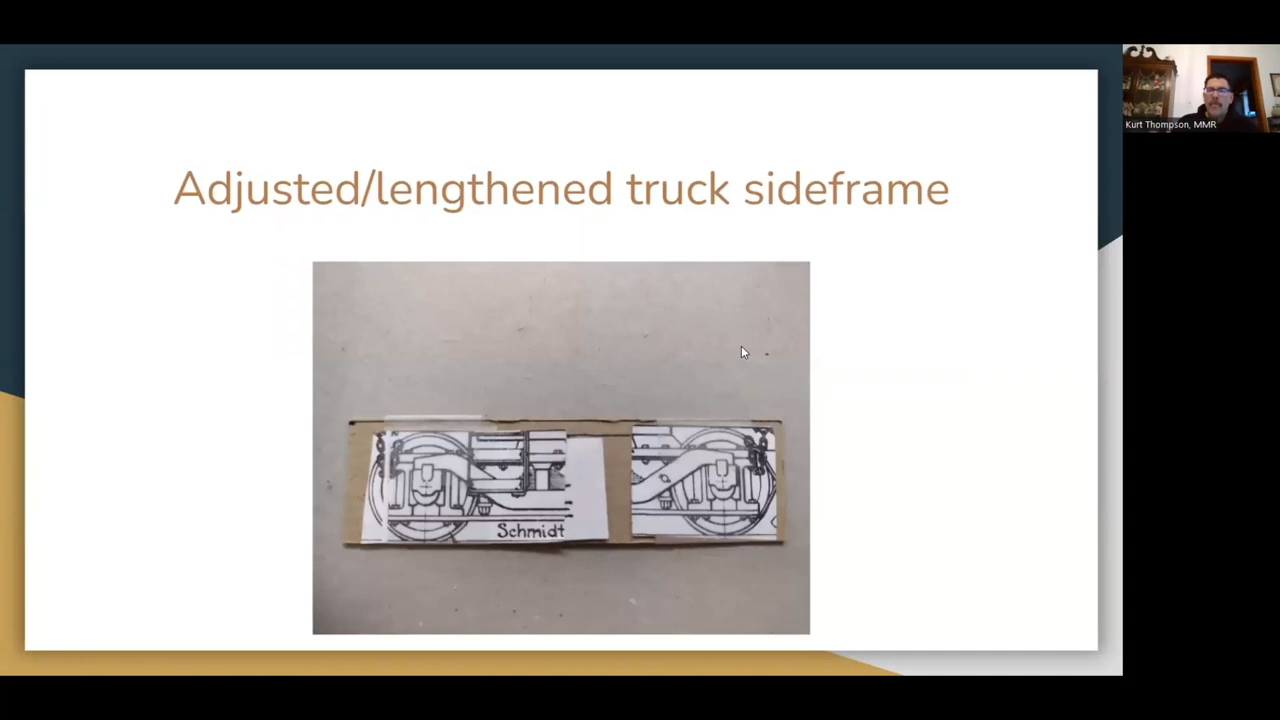 Adjusted/lengthened truck sideframe
Schmidt
Kurt Thompson, MMR